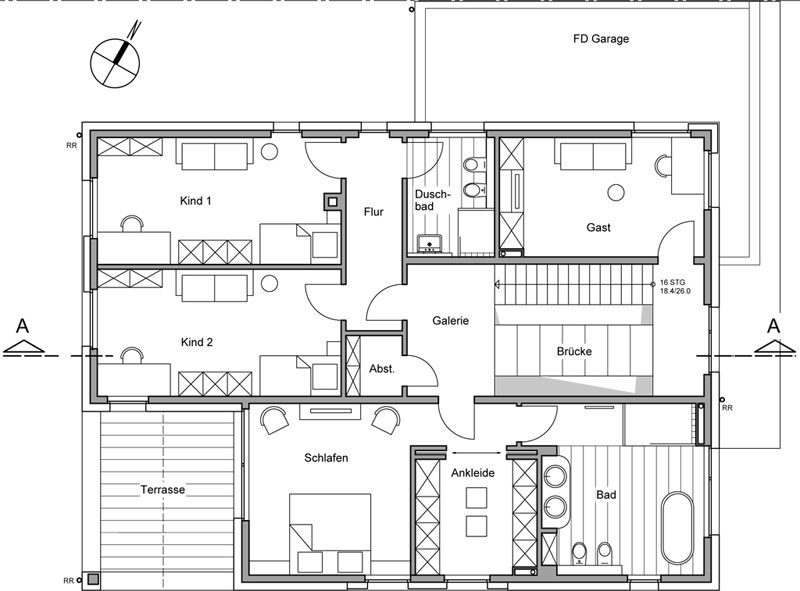 N
FD Garage
RR
Kind 1
Flur
Dusch-
bad
Gast
16 STG
18.4/26.0
A
Galerie
A
Kind 2
Brücke
Abst.
RR
Schlafen
Ankleide
Terrasse
Bad
RR